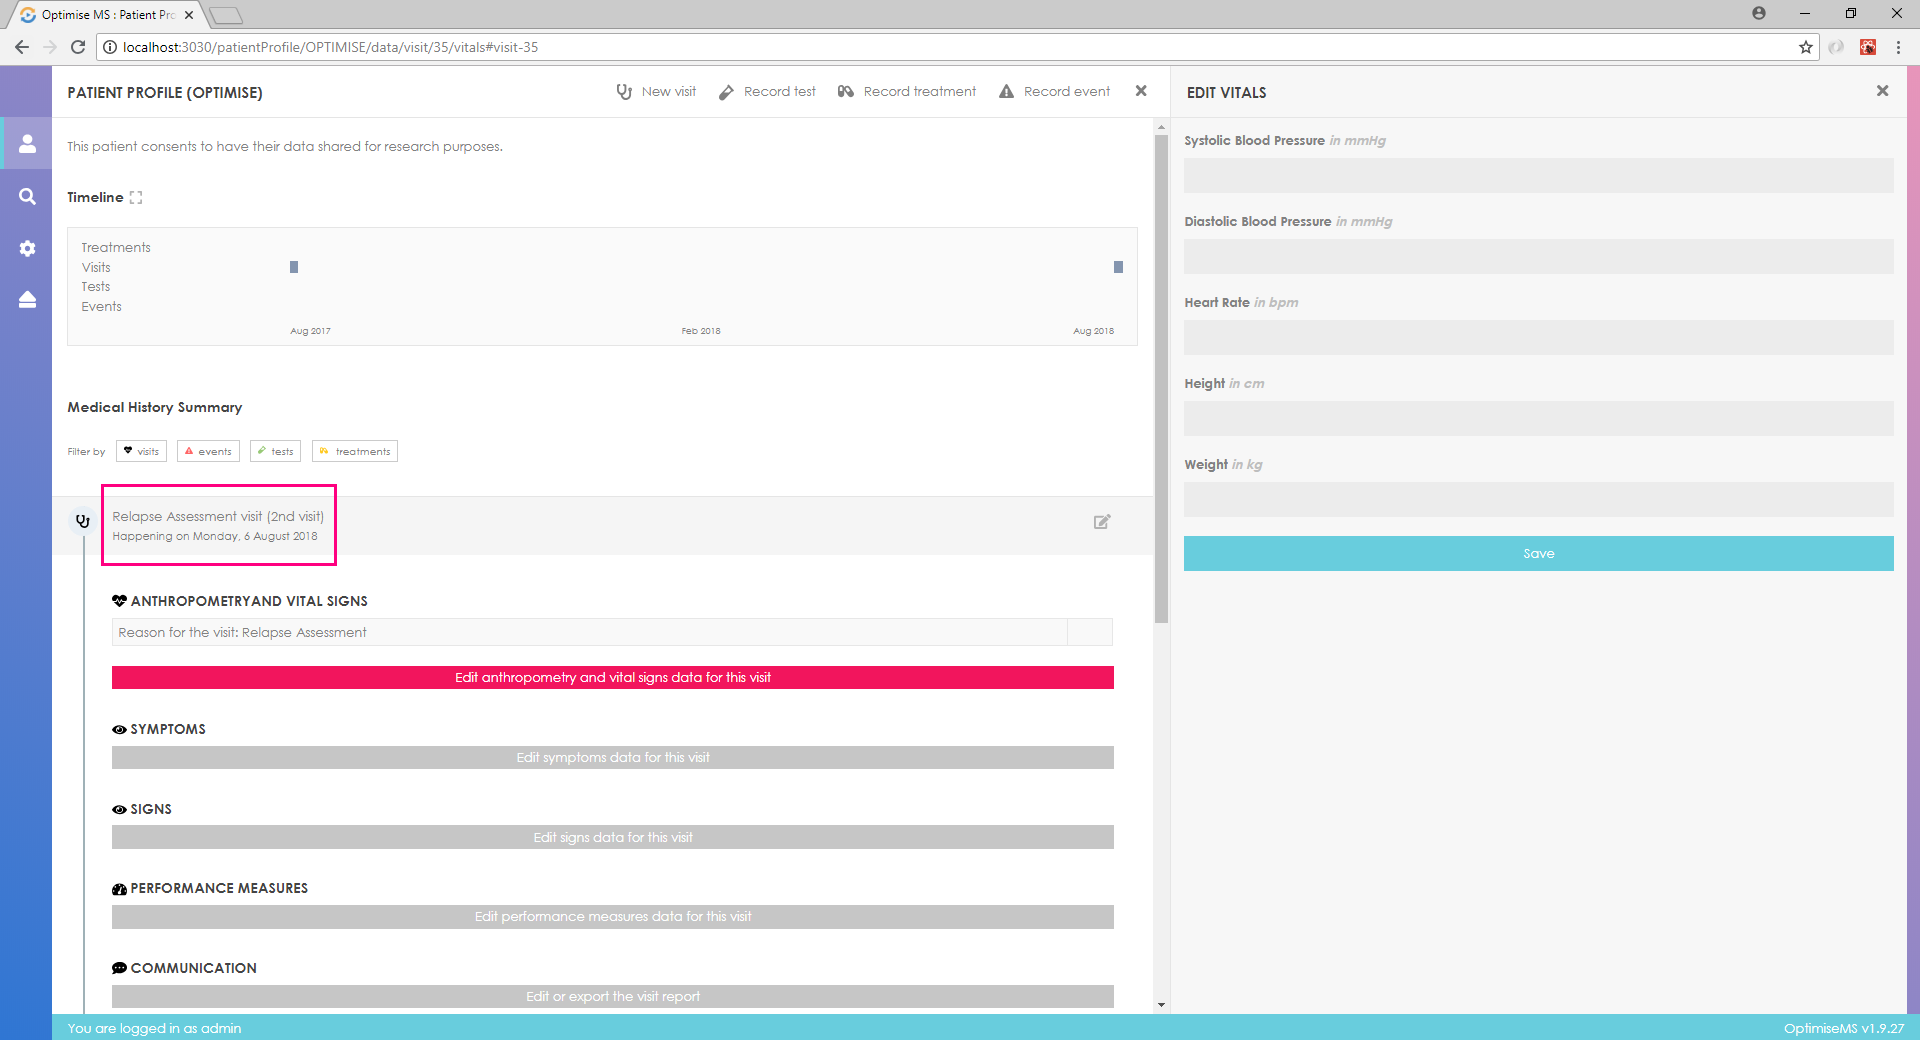 Optimise MS : Patient Pro
localhost:3030/patientProfile/OPTIMISE/data/visit/35/vitals#visit-35
PATIENT PROFILE (OPTIMISE)
New visit
Record test
Record treatment
Record event
This patient consents to have their data shared for research purposes.
Timeline
Treatments
Visits
Tests
Events
Aug 2017
Feb 2018
Aug 2018
Medical History Summary
Filter by
visits
events
tests
treatments
Relapse Assessment visit (2nd visit)
Happening on Monday, 6 August 2018
ANTHROPOMETRYAND VITAL SIGNS
Reason for the visit: Relapse Assessment
Edit anthropometry and vital signs data for this visit
SYMPTOMS
Edit symptoms data for this visit
SIGNS
Edit signs data for this visit
PERFORMANCE MEASURES
Edit performance measures data for this visit
COMMUNICATION
Edit or export the visit report
EDIT VITALS
Systolic Blood Pressure in mmHg
Diastolic Blood Pressure in mmHg
Heart Rate in bpm
Height in cm
Weight in kg
Save
You are logged in as admin
OptimiseMS v1.9.27